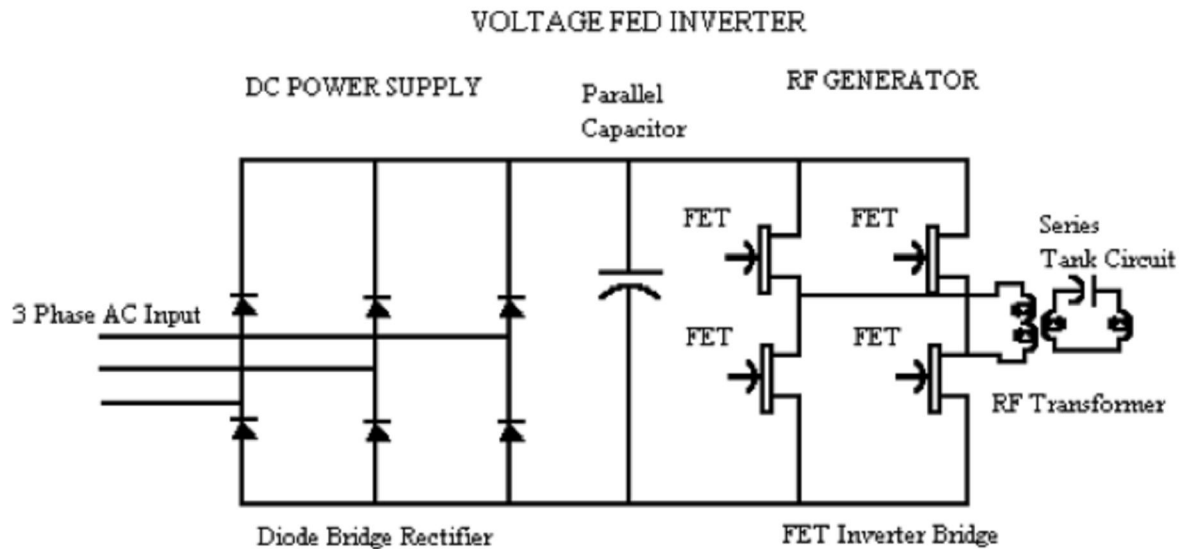 VOLTAGE FED INVERTER
DC POWER SUPPLY
Parallel
Capacitor
RF GENERATOR
FET
FET
Series
Tank Circuit
3 Phase AC Input
FET
FET
RF Transformer
Diode Bridge Rectifier
FET Inverter Bridge